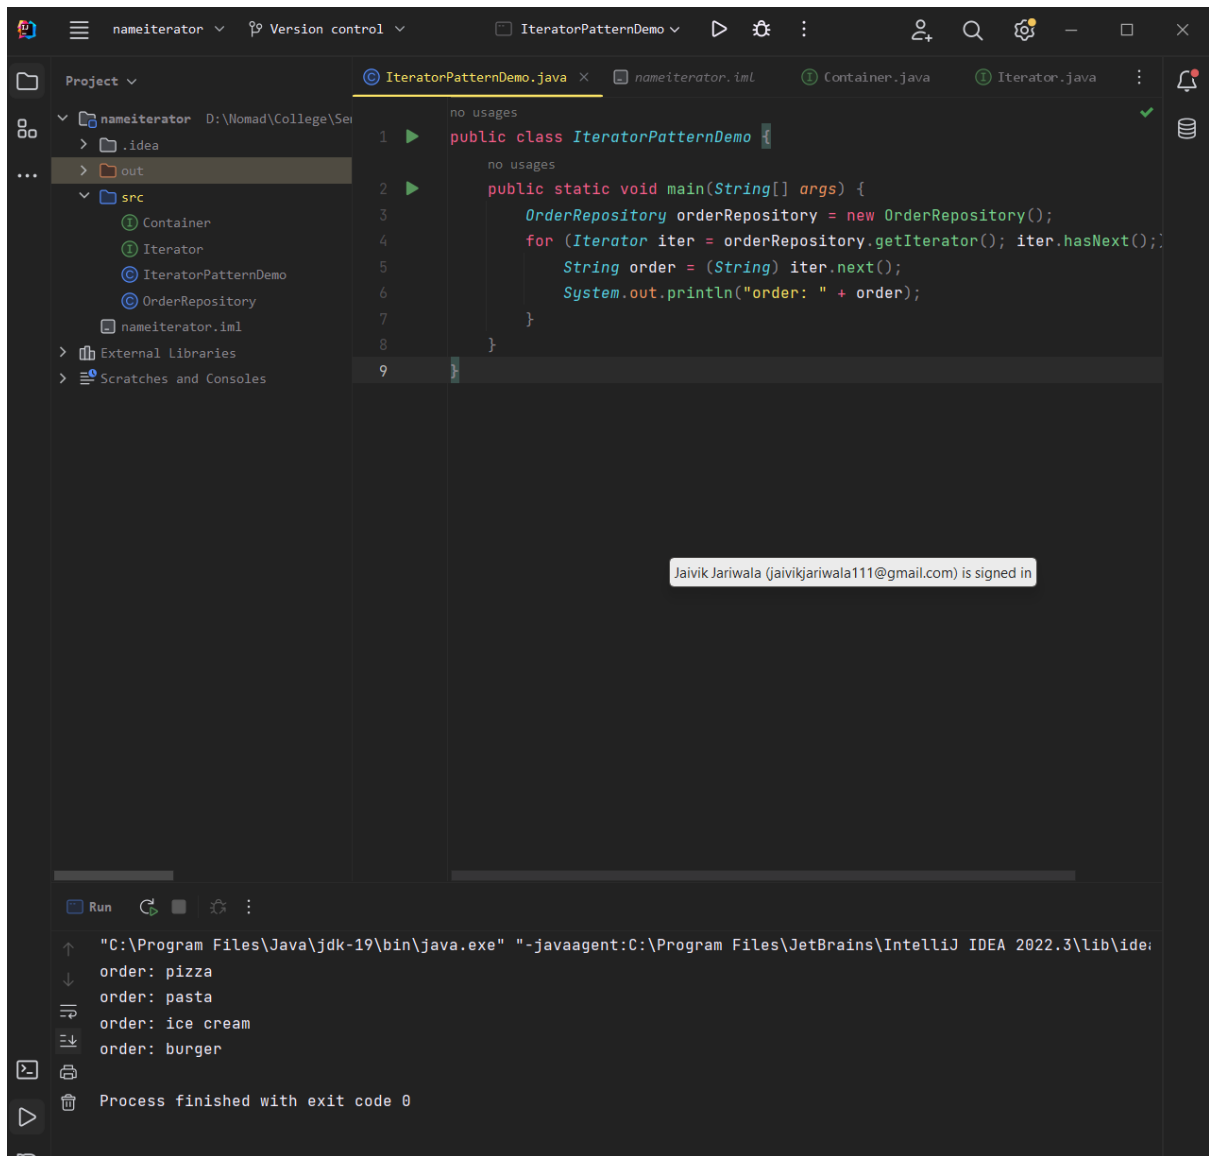 nameiterator
Version control
IteratorPatternDemo
Project
IteratorPatternDemo.java
nameiterator.iml
Container.java
Iterator.java
nameiterator D:\Nomad\College\Se
.idea
out
src
Container
Iterator
IteratorPatternDemo
OrderRepository
nameiterator.iml
External Libraries
Scratches and Consoles
no usages
1 public class IteratorPatternDemo {
no usages
2 public static void main(String[] args) {
3 OrderRepository orderRepository = new OrderRepository();
4 for (Iterator iter = orderRepository.getIterator(); iter.hasNext();
5 String order = (String) iter.next();
6 System.out.println("order: " + order);
7 }
8 }
9 }
Jaivik Jariwala (jaivikjariwala111@gmail.com) is signed in
Run
"C:\Program Files\Java\jdk-19\bin\java.exe" "-javaagent:C:\Program Files\JetBrains\IntelliJ IDEA 2022.3\lib\idea
order: pizza
order: pasta
order: ice cream
order: burger
Process finished with exit code 0